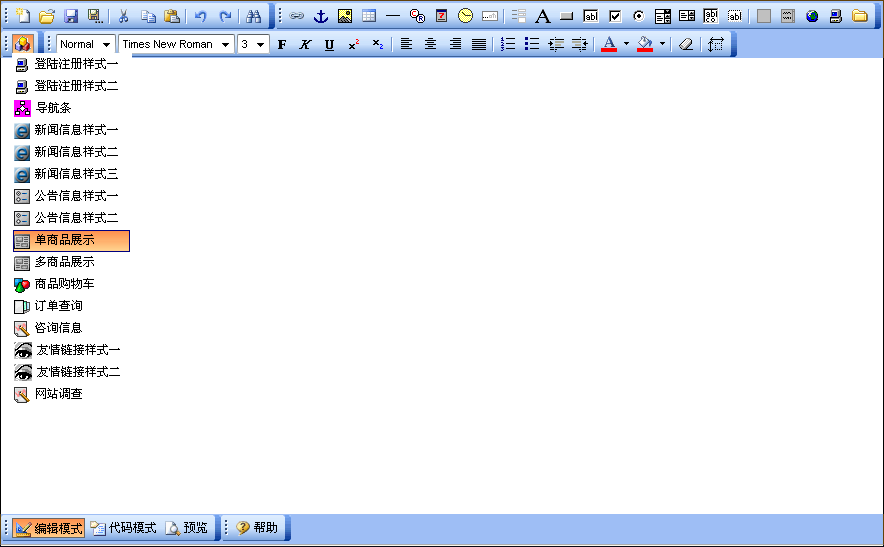 Normal Times New Roman 3 F K U x² x₂ A
登陆注册样式一
登陆注册样式二
导航条
新闻信息样式一
新闻信息样式二
新闻信息样式三
公告信息样式一
公告信息样式二
单商品展示
多商品展示
商品购物车
订单查询
咨询信息
友情链接样式一
友情链接样式二
网站调查
编辑模式 代码模式 预览 帮助